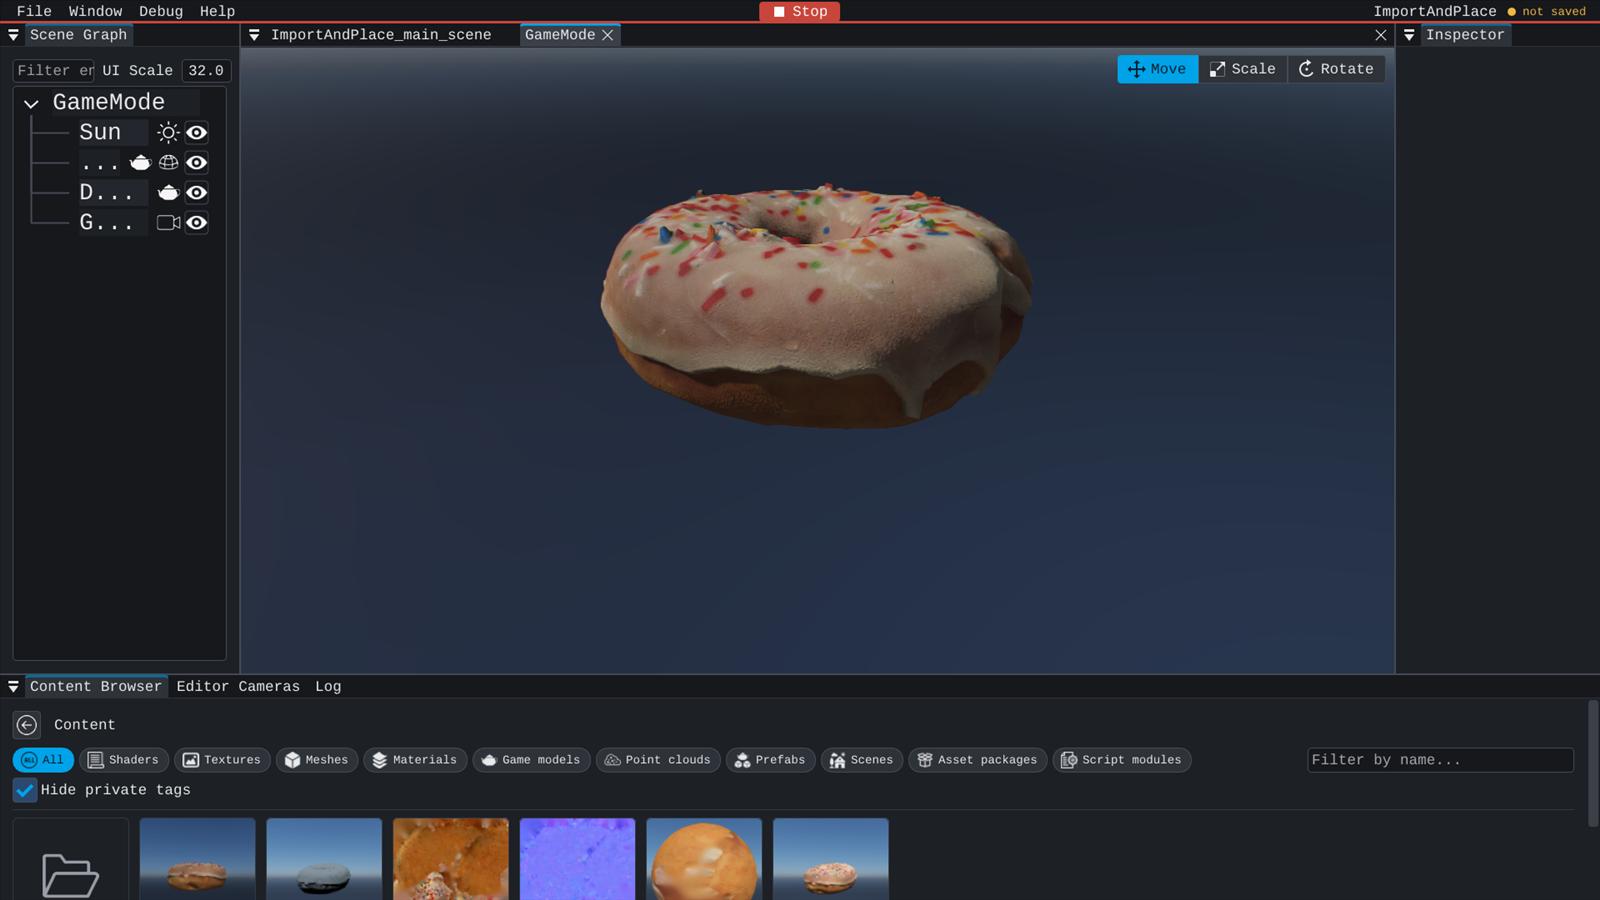 File Window Debug Help
Stop
ImportAndPlace not saved
Scene Graph
ImportAndPlace_main_scene
GameMode
Inspector
Filter er UI Scale 32.0
Move Scale Rotate
GameMode
Sun
...
D...
G...
Content Browser Editor Cameras Log
Content
All Shaders Textures Meshes Materials Game models Point clouds Prefabs Scenes Asset packages Script modules
Filter by name...
Hide private tags